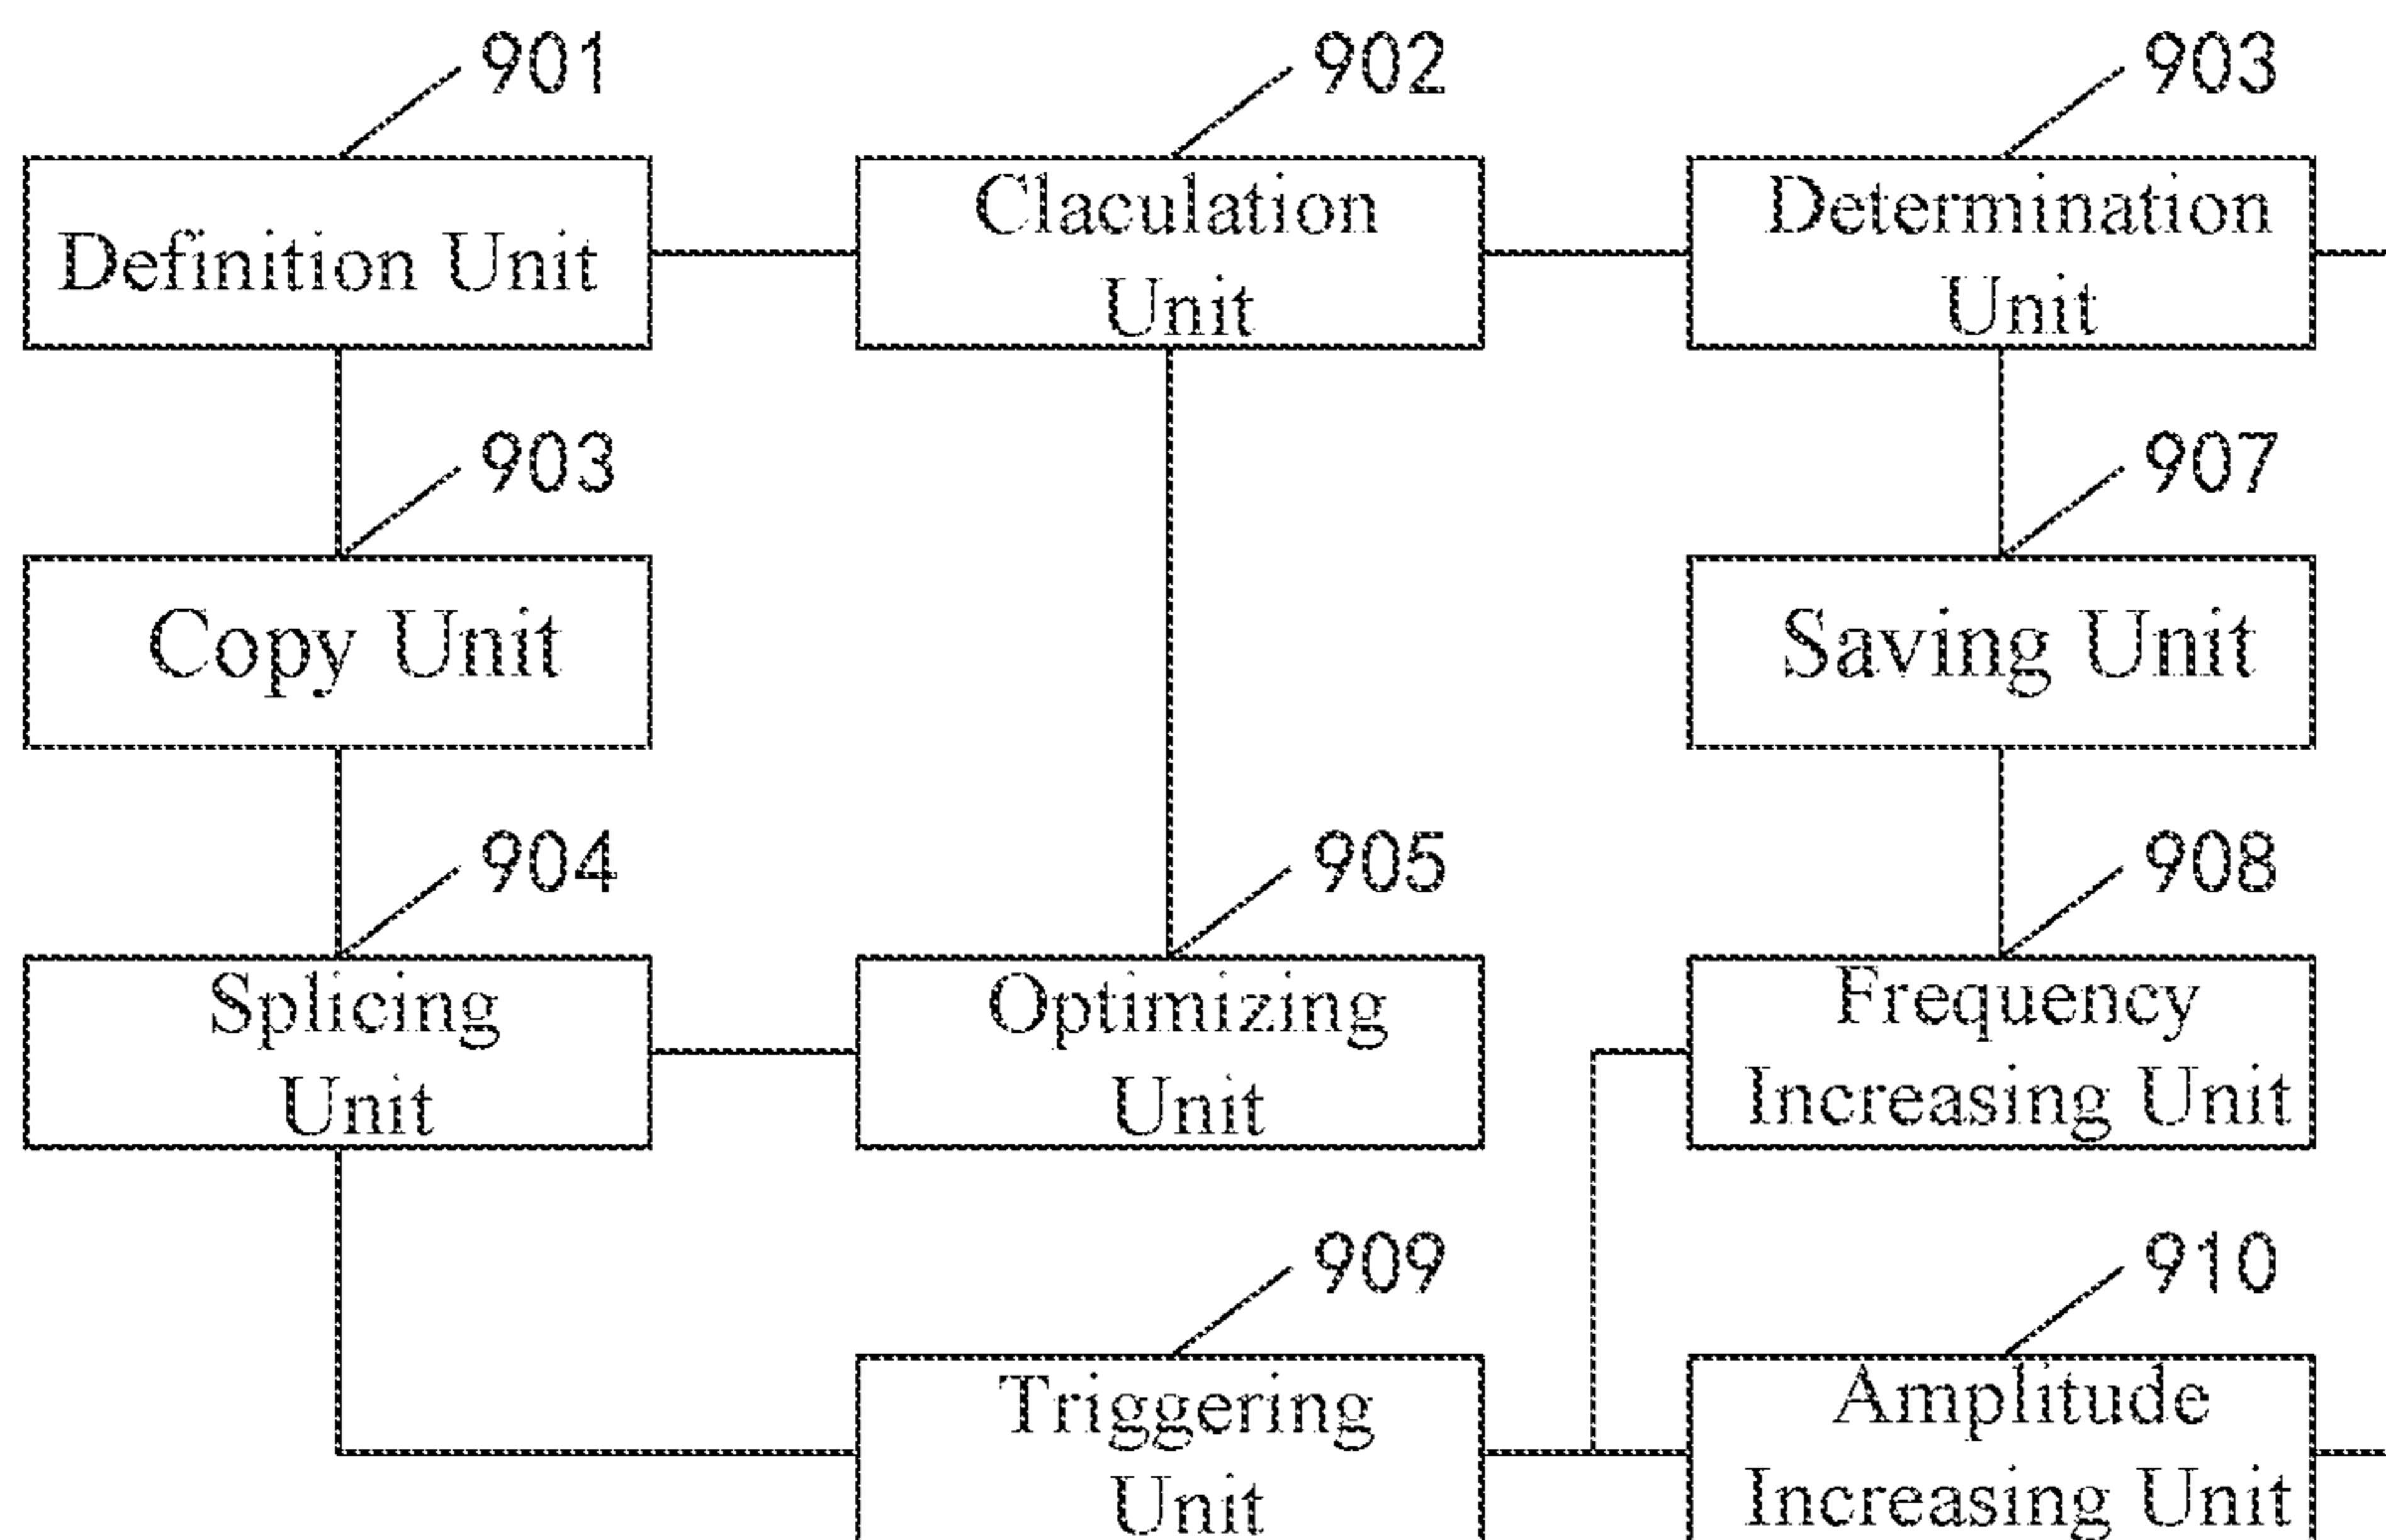 901
902
903
Definition Unit
Claculation
Unit
Determination
Unit
903
907
Copy Unit
Saving Unit
904
905
908
Splicing
Unit
Optimizing
Unit
Frequency
Increasing Unit
909
910
Triggering
Unit
Amplitude
Increasing Unit